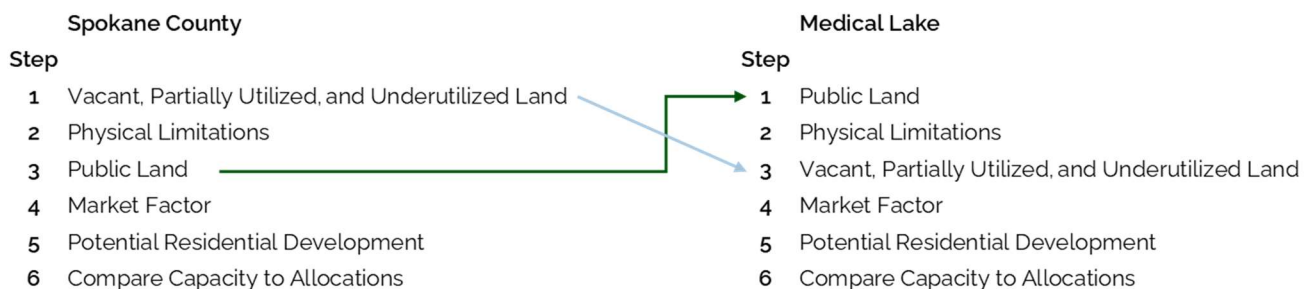 Spokane County
Step
1 Vacant, Partially Utilized, and Underutilized Land
2 Physical Limitations
3 Public Land
4 Market Factor
5 Potential Residential Development
6 Compare Capacity to Allocations
Medical Lake
Step
1 Public Land
2 Physical Limitations
3 Vacant, Partially Utilized, and Underutilized Land
4 Market Factor
5 Potential Residential Development
6 Compare Capacity to Allocations